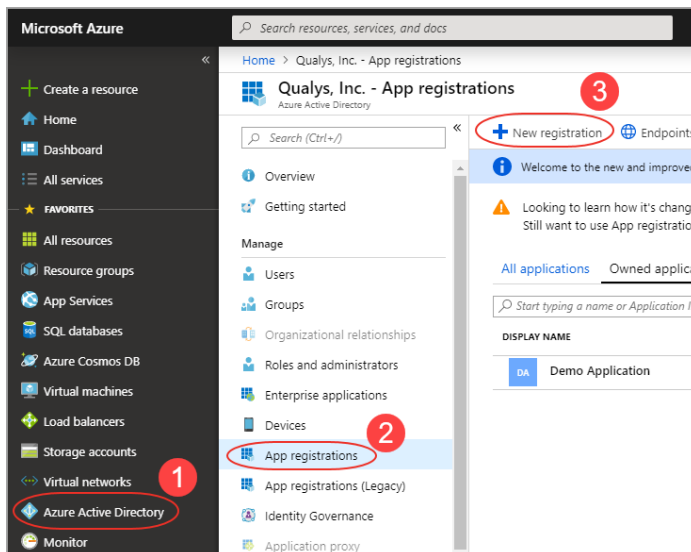 Microsoft Azure
Search resources, services, and docs
«
Create a resource
Home
Dashboard
All services
FAVORITES
All resources
Resource groups
App Services
SQL databases
Azure Cosmos DB
Virtual machines
Load balancers
Storage accounts
1
Virtual networks
Azure Active Directory
Monitor
Home > Qualys, Inc. - App registrations
Qualys, Inc. - App registrations
Azure Active Directory
Search (Ctrl+/)
«
Overview
Getting started
Manage
Users
Groups
Organizational relationships
Roles and administrators
Enterprise applications
Devices
2
App registrations
App registrations (Legacy)
Identity Governance
Application proxy
3
New registration Endpoints
Welcome to the new and improve
Looking to learn how it's chang
Still want to use App registratio
All applications Owned applic
Start typing a name or Application I
DISPLAY NAME
DA Demo Application